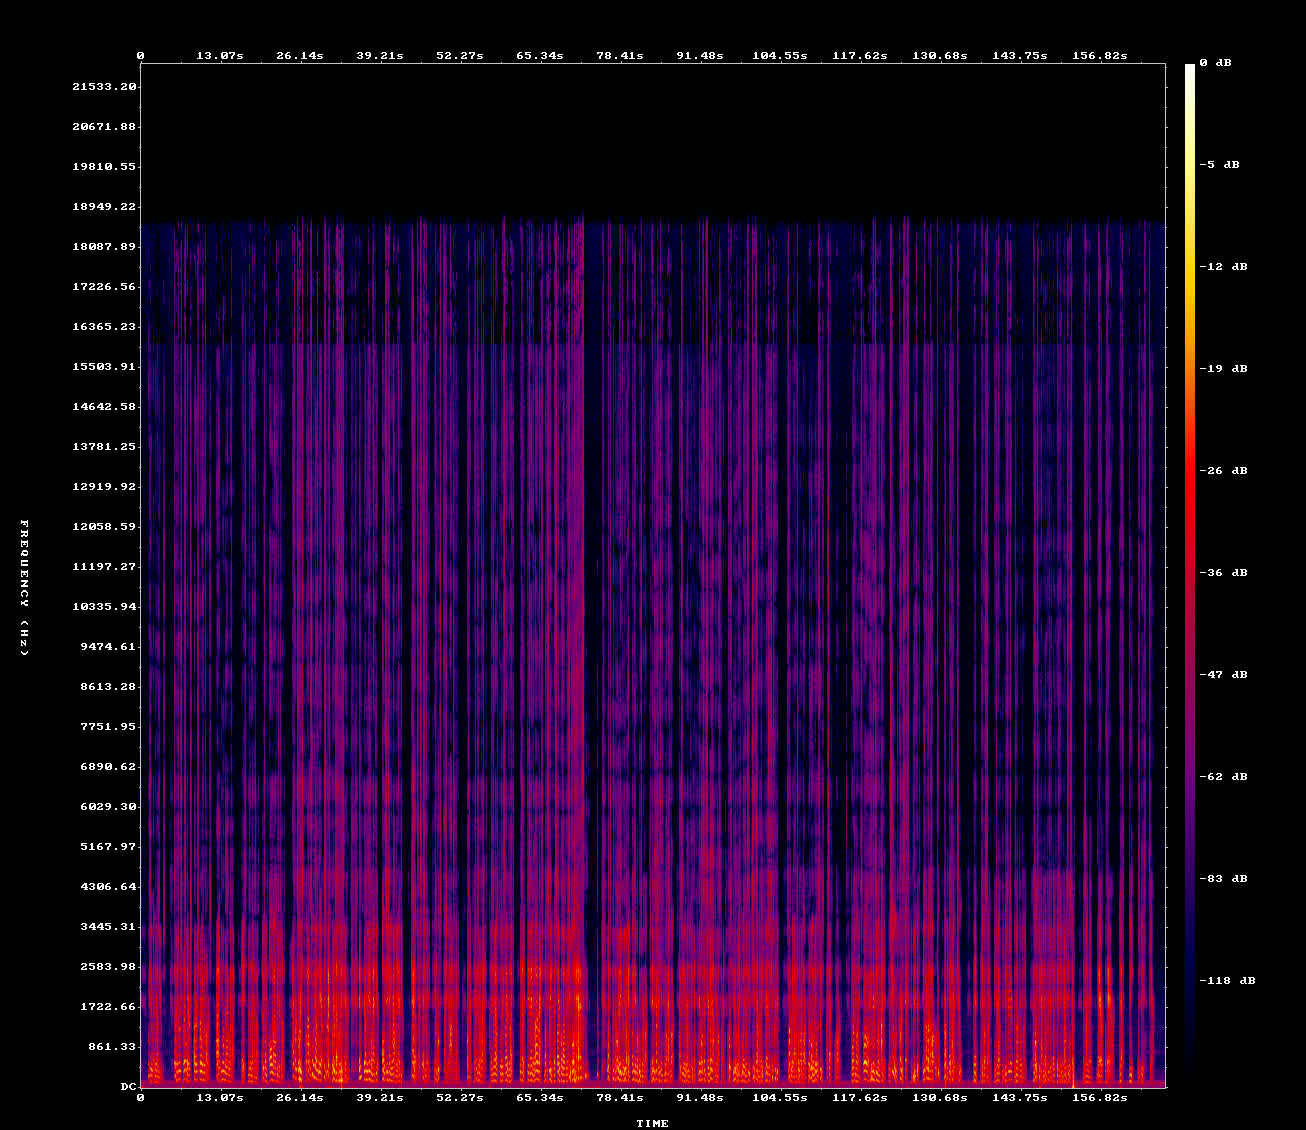 0 13.07s 26.14s 39.21s 52.27s 65.34s 78.41s 91.48s 104.55s 117.62s 130.68s 143.75s 156.82s
0 dB
21533.20
20671.88
19810.55
-5 dB
18949.22
18087.89
-12 dB
17226.56
16365.23
15503.91
-19 dB
14642.58
13781.25
-26 dB
12919.92
12058.59
11197.27
-36 dB
10335.94
9474.61
-47 dB
8613.28
7751.95
6890.62
-62 dB
6029.30
5167.97
-83 dB
4306.64
3445.31
2583.98
-118 dB
1722.66
861.33
DC
FREQUENCY (Hz)
0 13.07s 26.14s 39.21s 52.27s 65.34s 78.41s 91.48s 104.55s 117.62s 130.68s 143.75s 156.82s
TIME